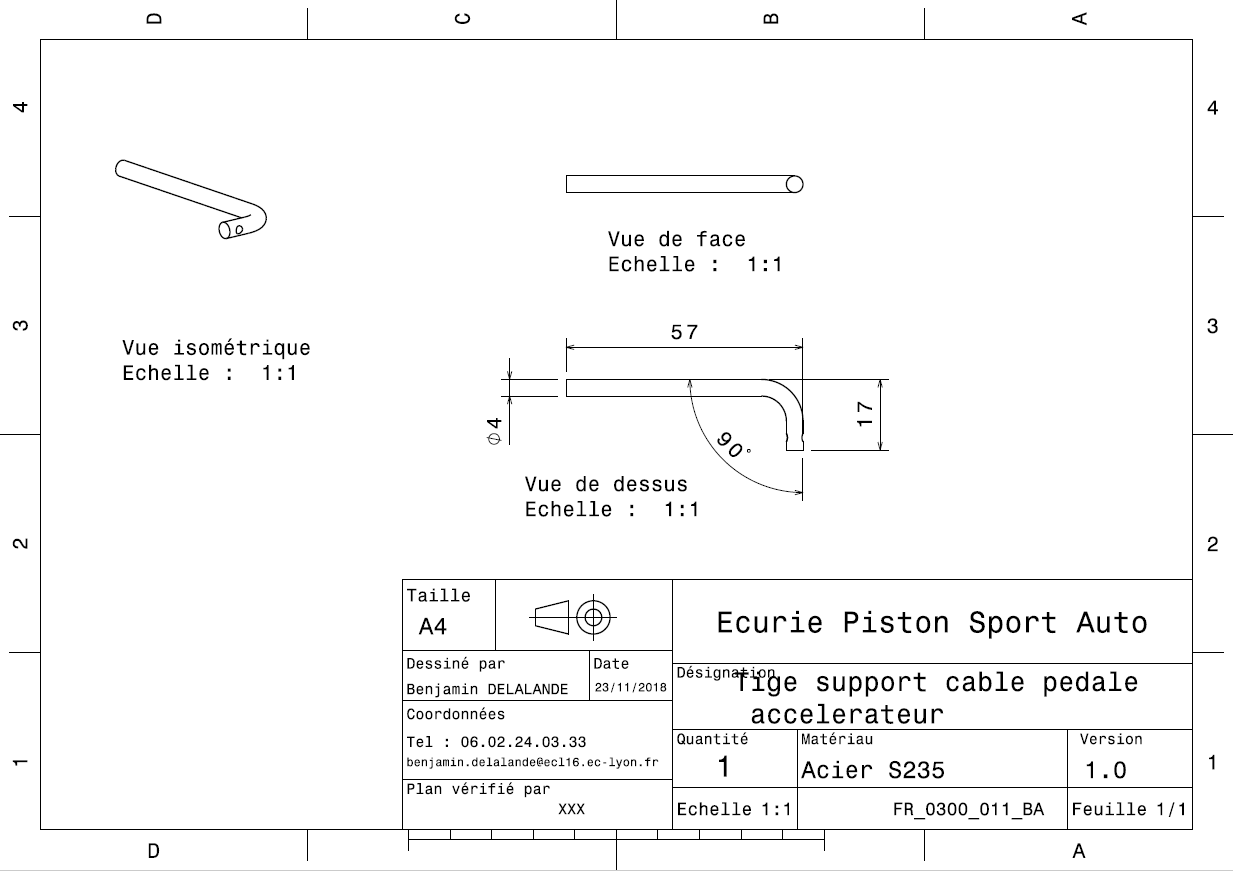 D C B A
4 4
Vue de face
Echelle : 1:1
3 3
57
Vue isométrique
Echelle : 1:1
⌀4
17
90°
Vue de dessus
Echelle : 1:1
2 2
Taille
A4
Ecurie Piston Sport Auto
Dessiné par
Benjamin DELALANDE
Date
23/11/2018
Désignation
Tige support cable pedale
accelerateur
Coordonnées
Tel : 06.02.24.03.33
benjamin.delalande@ecl16.ec-lyon.fr
Quantité
1
Matériau
Acier S235
Version
1.0
1 1
Plan vérifié par
XXX
Echelle 1:1
FR_0300_011_BA
Feuille 1/1
D A